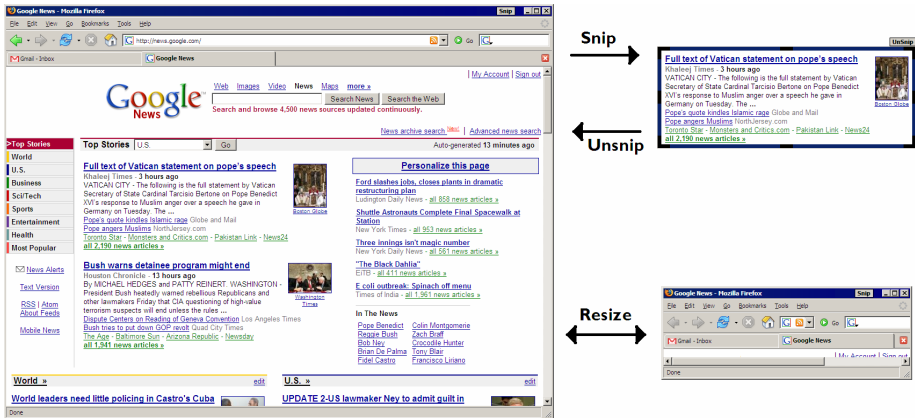 Google News - Mozilla Firefox
Snip
File Edit View Go Bookmarks Tools Help
http://news.google.com/
Go
Gmail - Inbox
Google News
My Account | Sign out
Google
News
Web Images Video News Maps more »
Search News Search the Web
Search and browse 4,500 news sources updated continuously.
News archive search New! | Advanced news search
>Top Stories
World
U.S.
Business
Sci/Tech
Sports
Entertainment
Health
Most Popular
News Alerts
Text Version
RSS | Atom
About Feeds
Mobile News
Top Stories U.S. Go
Auto-generated 13 minutes ago
Full text of Vatican statement on pope's speech
Khaleej Times - 3 hours ago
VATICAN CITY - The following is the full statement by Vatican
Secretary of State Cardinal Tarcisio Bertone on Pope Benedict
XVI's response to Muslim anger over a speech he gave in
Germany on Tuesday. The ...
Pope's quote kindles Islamic rage Globe and Mail
Pope angers Muslims NorthJersey.com
Toronto Star - Monsters and Critics.com - Pakistan Link - News24
all 2,190 news articles »
Boston Globe
Bush warns detainee program might end
Houston Chronicle - 13 hours ago
By MICHAEL HEDGES and PATTY REINERT. WASHINGTON -
President Bush heatedly warned rebellious Republicans and
other lawmakers Friday that CIA questioning of high-value
terrorism suspects will end unless the rules ...
Dispute Centers on Reading of Geneva Convention Los Angeles Times
Bush tries to put down GOP revolt Quad City Times
The Age - Baltimore Sun - Arizona Republic - Newsday
all 1,941 news articles »
Washington
Times
Personalize this page
Ford slashes jobs, closes plants in dramatic
restructuring plan
Ludington Daily News - all 858 news articles »
Shuttle Astronauts Complete Final Spacewalk at
Station
New York Times - all 953 news articles »
Three innings isn't magic number
New York Daily News - all 561 news articles »
"The Black Dahlia"
EiTB - all 411 news articles »
E coli outbreak: Spinach off menu
Times of India - all 1,961 news articles »
In The News
Pope Benedict Colin Montgomerie
Reggie Bush Zach Braff
Bob Ney Crocodile Hunter
Brian De Palma Tony Blair
Fidel Castro Francisco Liriano
World » edit
U.S. » edit
World leaders need little policing in Castro's Cuba
UPDATE 2-US lawmaker Ney to admit guilt in
Done
Snip
Unsnip
Resize
UnSnip
Full text of Vatican statement on pope's speech
Khaleej Times - 3 hours ago
VATICAN CITY - The following is the full statement by Vatican
Secretary of State Cardinal Tarcisio Bertone on Pope Benedict
XVI's response to Muslim anger over a speech he gave in
Germany on Tuesday. The ...
Pope's quote kindles Islamic rage Globe and Mail
Pope angers Muslims NorthJersey.com
Toronto Star - Monsters and Critics.com - Pakistan Link - News24
all 2,190 news articles »
Boston Globe
Google News - Mozilla Firefox
Snip
File Edit View Go Bookmarks Tools Help
Go
Gmail - Inbox
Google News
My Account | Sign out
Done